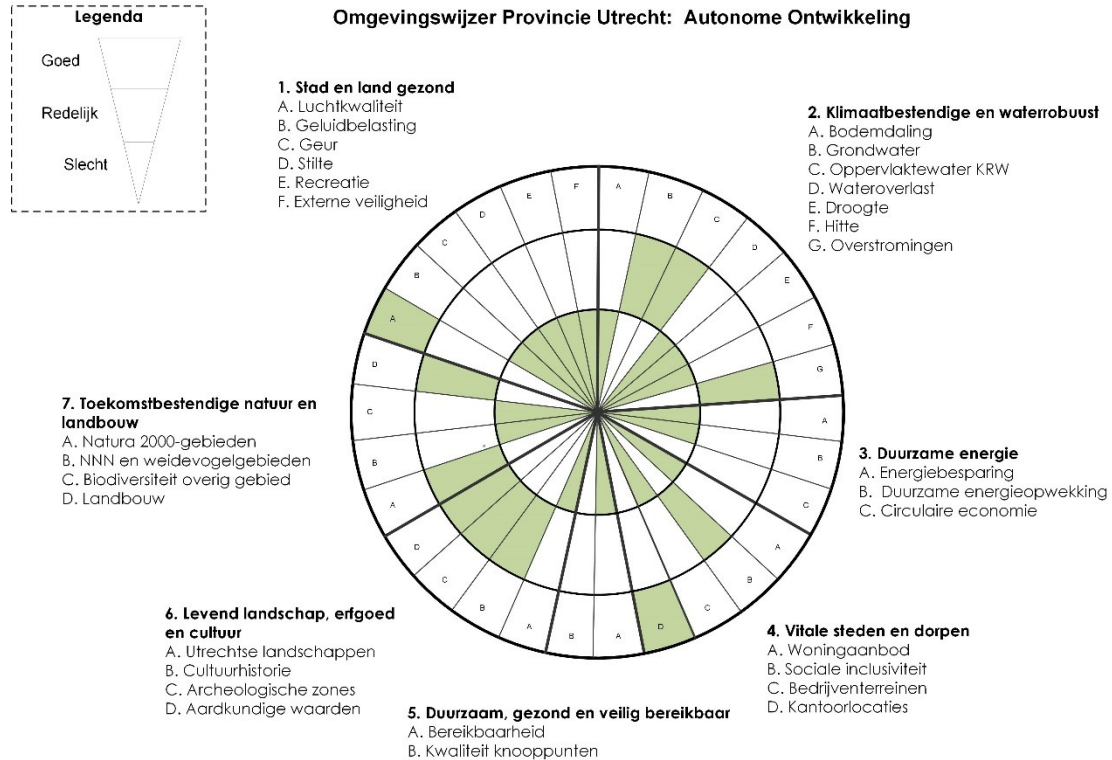 Legenda
Goed
Redelijk
Slecht
Omgevingswijzer Provincie Utrecht: Autonome Ontwikkeling
1. Stad en land gezond
A. Luchtkwaliteit
B. Geluidbelasting
C. Geur
D. Stilte
E. Recreatie
F. Externe veiligheid
2. Klimaatbestendige en waterrobuust
A. Bodemdaling
B. Grondwater
C. Oppervlaktewater KRW
D. Wateroverlast
E. Droogte
F. Hitte
G. Overstromingen
3. Duurzame energie
A. Energiebesparing
B. Duurzame energieopwekking
C. Circulaire economie
4. Vitale steden en dorpen
A. Woningaanbod
B. Sociale inclusiviteit
C. Bedrijventerreinen
D. Kantoorlocaties
5. Duurzaam, gezond en veilig bereikbaar
A. Bereikbaarheid
B. Kwaliteit knooppunten
6. Levend landschap, erfgoed
en cultuur
A. Utrechtse landschappen
B. Cultuurhistorie
C. Archeologische zones
D. Aardkundige waarden
7. Toekomstbestendige natuur en
landbouw
A. Natura 2000-gebieden
B. NNN en weidevogelgebieden
C. Biodiversiteit overig gebied
D. Landbouw
A
B
C
D
E
F
G
A
B
C
A
B
C
D
A
B
A
B
C
D
A
B
C
D
A
B
C
D
E
F